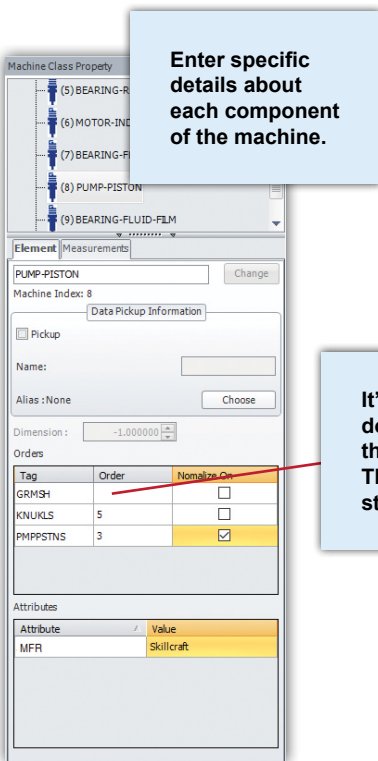 Enter specific
details about
each component
of the machine.
Machine Class Property
(5) BEARING-R
(6) MOTOR-IND
(7) BEARING-F
(8) PUMP-PISTON
(9) BEARING-FLUID-FILM
Element Measurements
PUMP-PISTON Change
Machine Index: 8
Data Pickup Information
Pickup
Name:
Alias :None Choose
Dimension : -1.000000
Orders
Tag Order Nomalize On
GRMSH
KNUKLS 5
PMPPSTNS 3
Attributes
Attribute Value
MFR Skillcraft
It'
de
th
Th
st